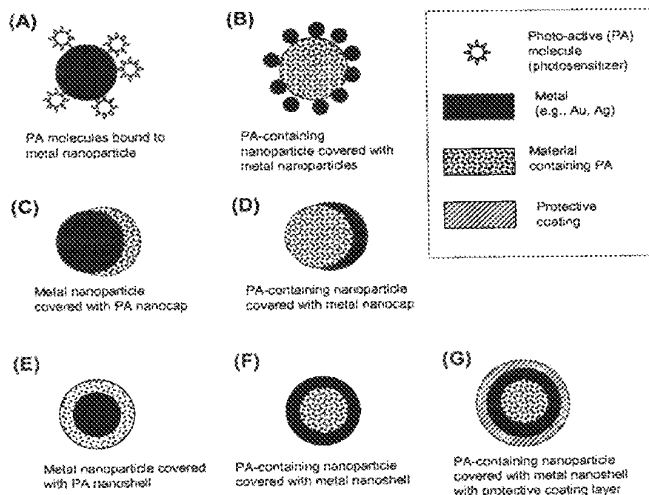 (A)
PA molecules bound to
metal nanoparticle
(B)
PA-containing
nanoparticle covered with
metal nanoparticles
Photo-active (PA)
molecule
(photosensitizer)
Metal
(e.g., Au, Ag)
Material
containing PA
Protective
coating
(C)
Metal nanoparticle
covered with PA nanocap
(D)
PA-containing nanoparticle
covered with metal nanocap
(E)
Metal nanoparticle covered
with PA nanoshell
(F)
PA-containing nanoparticle
covered with metal nanoshell
(G)
PA-containing nanoparticle
covered with metal nanoshell
with protective coating layer